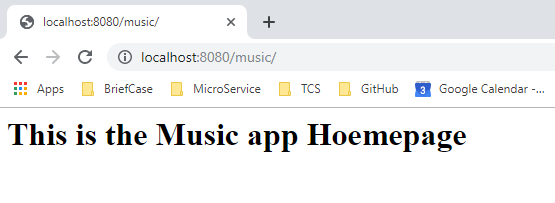 localhost:8080/music/
localhost:8080/music/
Apps BriefCase MicroService TCS GitHub 3 Google Calendar -...
This is the Music app Hoemepage